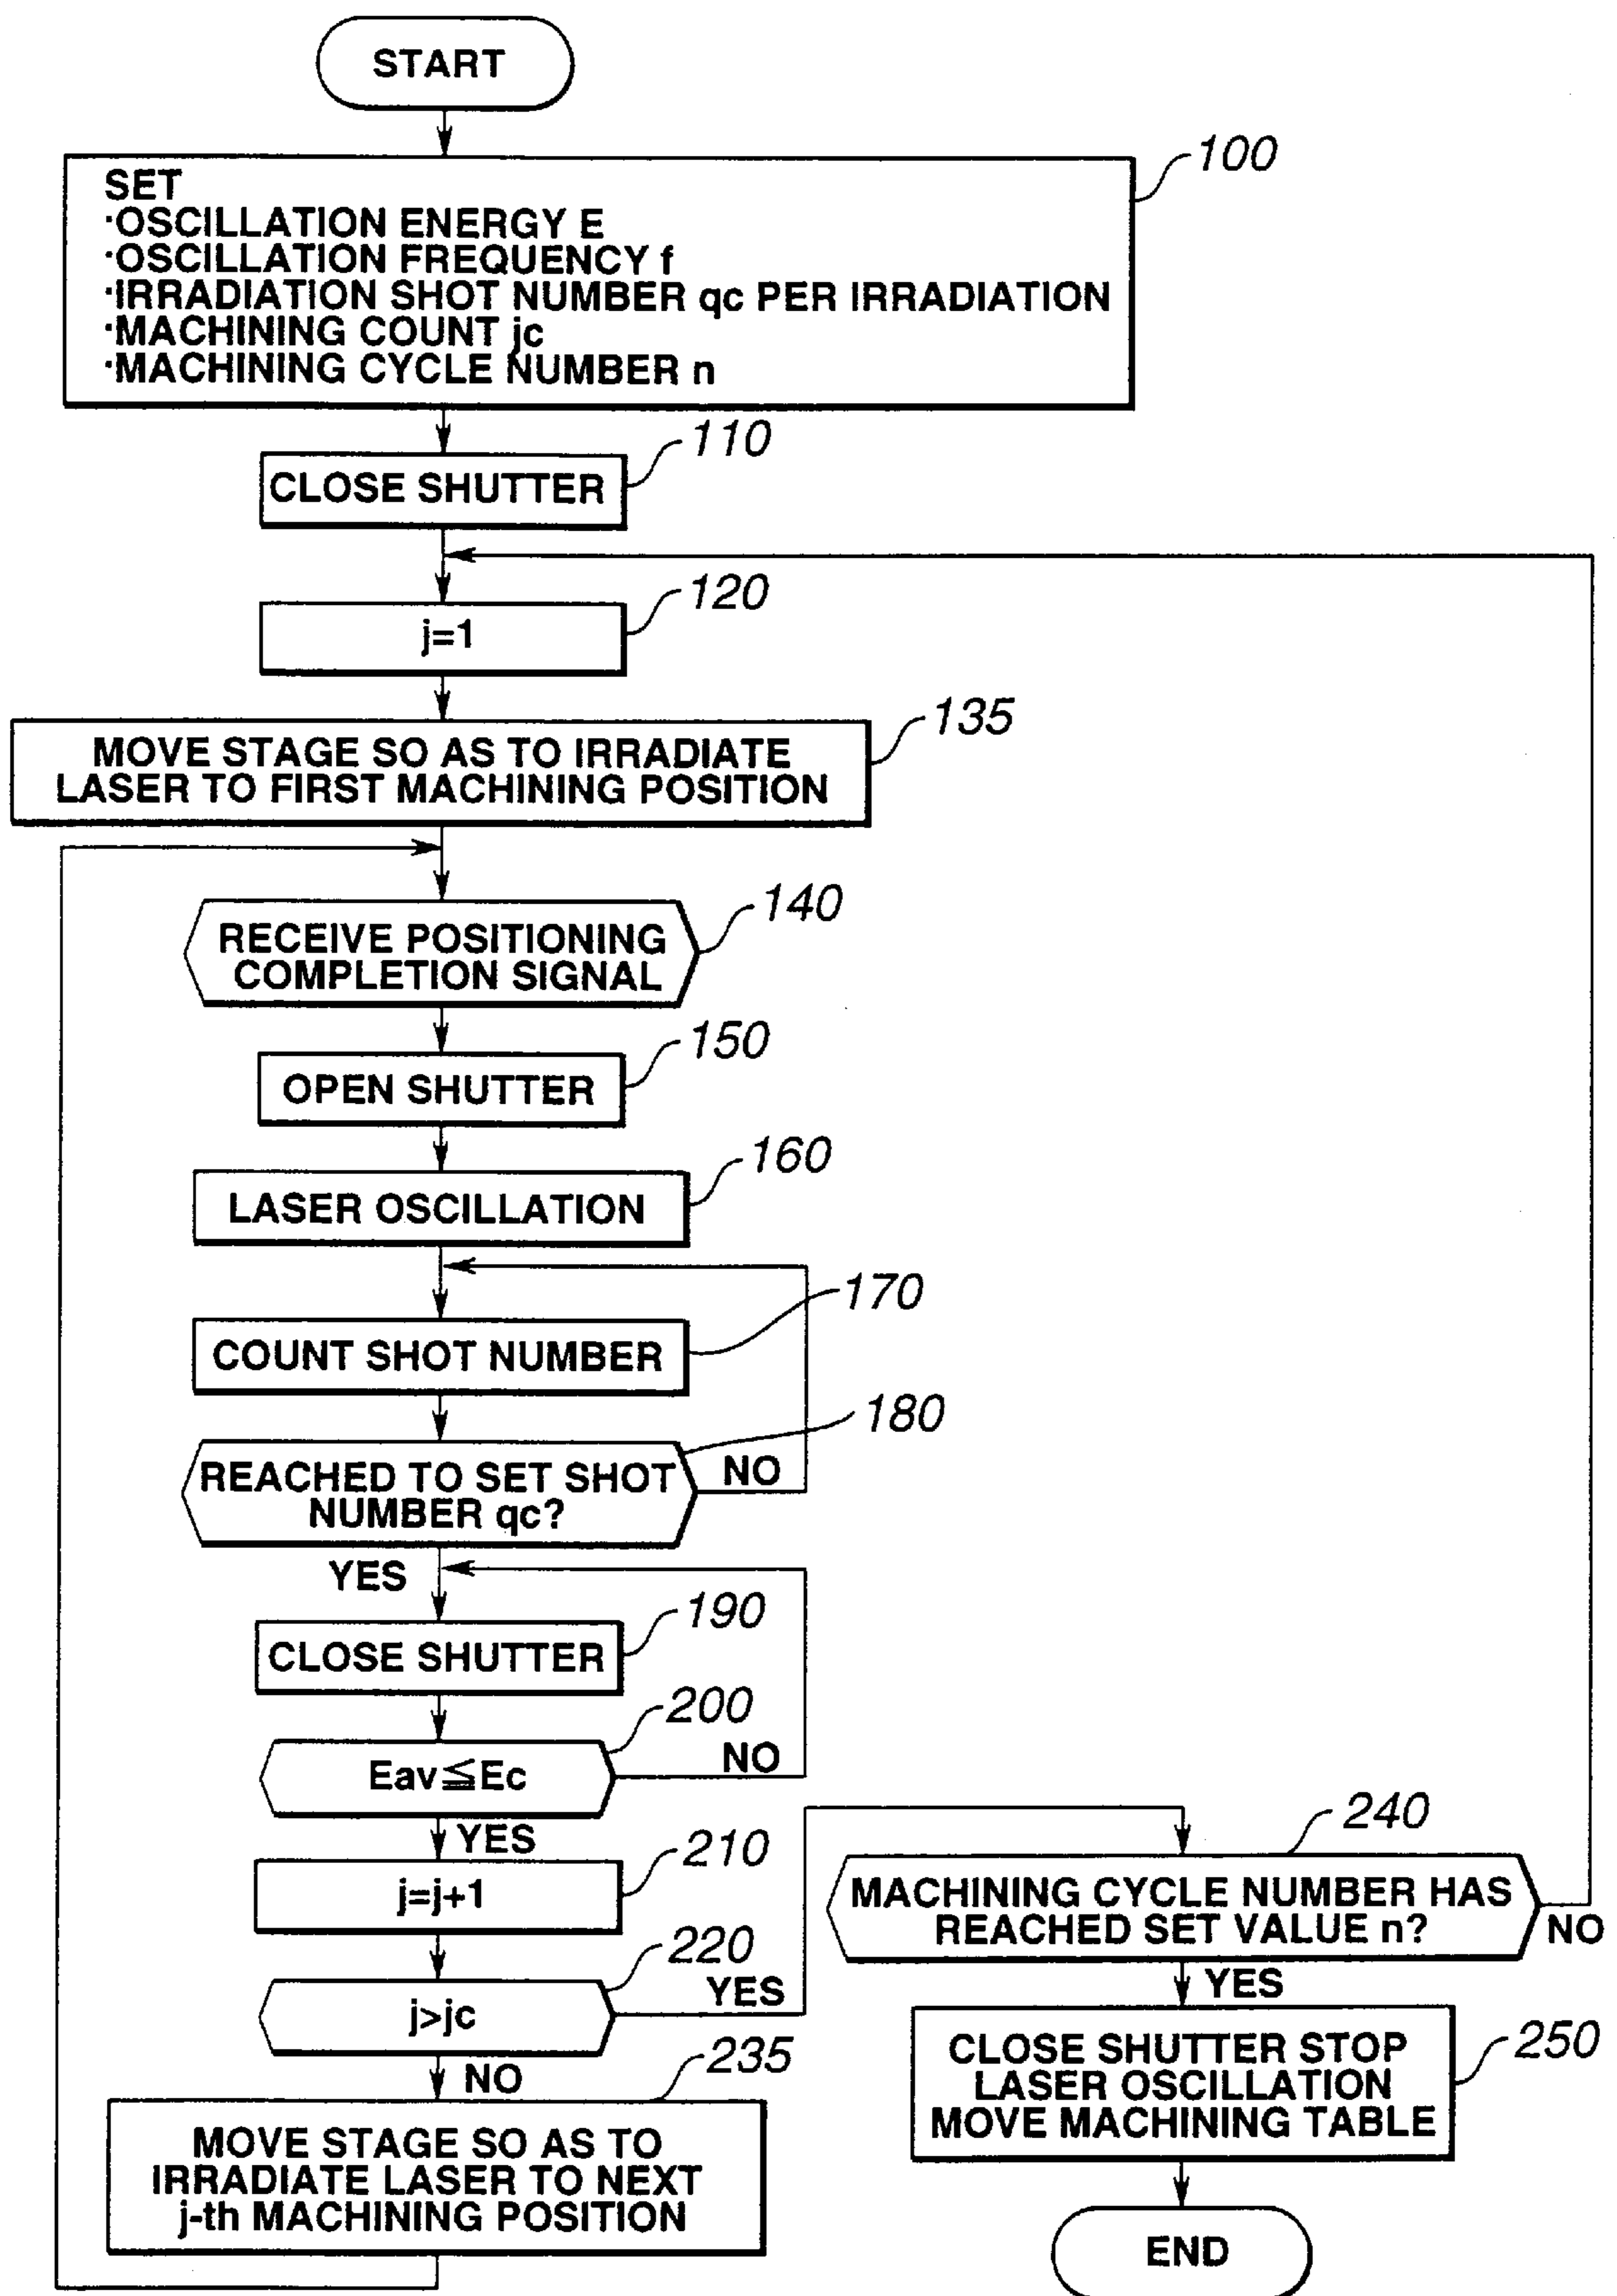 START
100
SET
·OSCILLATION ENERGY E
·OSCILLATION FREQUENCY f
·IRRADIATION SHOT NUMBER qc PER IRRADIATION
·MACHINING COUNT jc
·MACHINING CYCLE NUMBER n
110
CLOSE SHUTTER
120
j=1
135
MOVE STAGE SO AS TO IRRADIATE
LASER TO FIRST MACHINING POSITION
140
RECEIVE POSITIONING
COMPLETION SIGNAL
150
OPEN SHUTTER
160
LASER OSCILLATION
170
COUNT SHOT NUMBER
180
REACHED TO SET SHOT
NUMBER qc?
NO
YES
190
CLOSE SHUTTER
200
Eav≦Ec
NO
YES
210
j=j+1
220
j>jc
YES
NO
235
MOVE STAGE SO AS TO
IRRADIATE LASER TO NEXT
j-th MACHINING POSITION
240
MACHINING CYCLE NUMBER HAS
REACHED SET VALUE n?
NO
YES
250
CLOSE SHUTTER STOP
LASER OSCILLATION
MOVE MACHINING TABLE
END